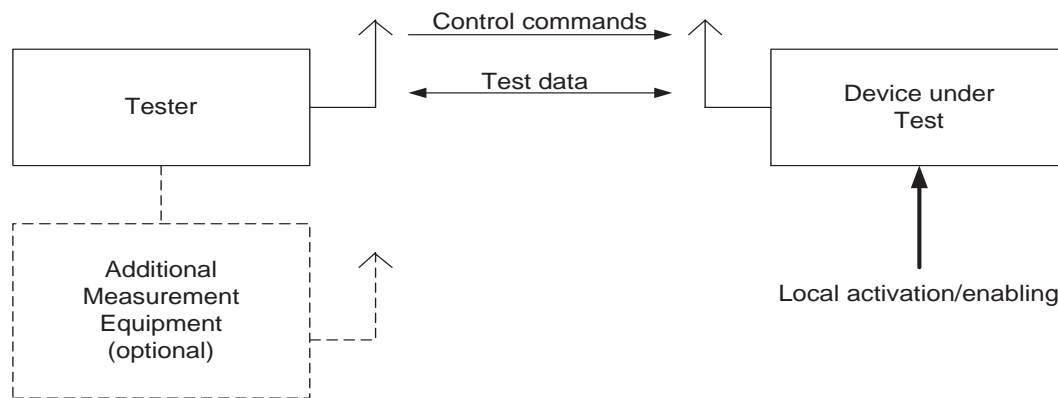 Control commands
Test data
Tester
Device under
Test
Additional
Measurement
Equipment
(optional)
Local activation/enabling